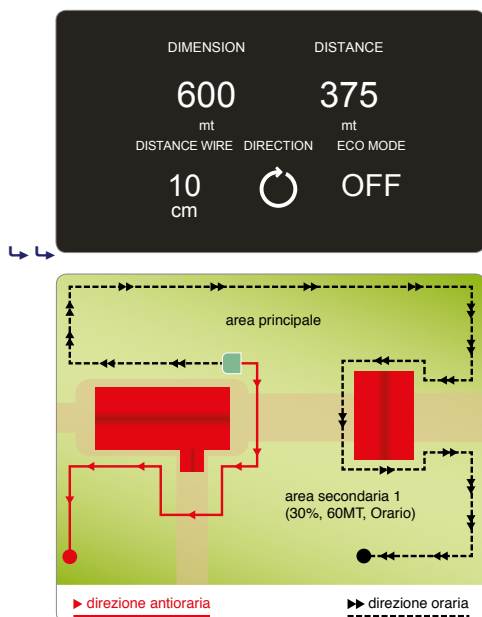 DIMENSION DISTANCE
600 375
mt mt
DISTANCE WIRE DIRECTION ECO MODE
10 OFF
cm
area principale
area secondaria 1
(30%, 60MT, Orario)
direzione antioraria direzione oraria